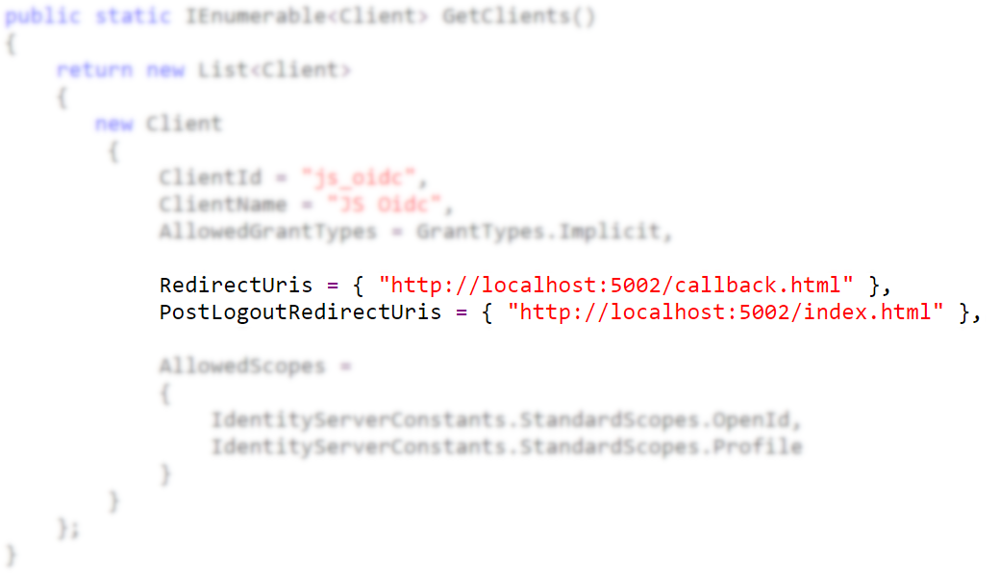 public static IEnumerable<Client> GetClients()
{
return new List<Client>
{
new Client
{
ClientId = "js_oidc",
ClientName = "JS Oidc",
AllowedGrantTypes = GrantTypes.Implicit,
RedirectUris = { "http://localhost:5002/callback.html" },
PostLogoutRedirectUris = { "http://localhost:5002/index.html" },
AllowedScopes =
{
IdentityServerConstants.StandardScopes.OpenId,
IdentityServerConstants.StandardScopes.Profile
}
}
};
}